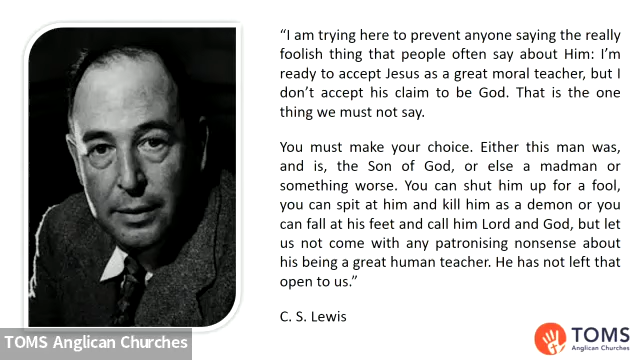 “I am trying here to prevent anyone saying the really
foolish thing that people often say about Him: I’m
ready to accept Jesus as a great moral teacher, but I
don’t accept his claim to be God. That is the one
thing we must not say.
You must make your choice. Either this man was,
and is, the Son of God, or else a madman or
something worse. You can shut him up for a fool,
you can spit at him and kill him as a demon or you
can fall at his feet and call him Lord and God, but let
us not come with any patronising nonsense about
his being a great human teacher. He has not left that
open to us.”
C. S. Lewis
TOMS Anglican Churches
TOMS
Anglican Churches